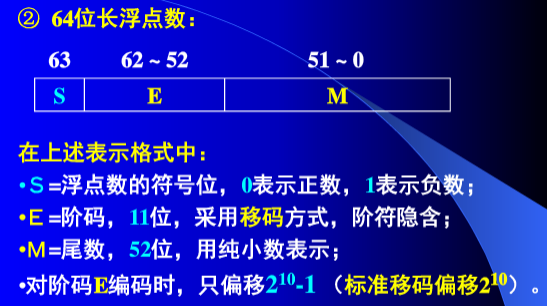 ② 64位长浮点数：
63 62 ~ 52 51 ~ 0
S E M
在上述表示格式中：
•S=浮点数的符号位，0表示正数，1表示负数；
•E=阶码，11位，采用移码方式，阶符隐含；
•M=尾数，52位，用纯小数表示；
•对阶码E编码时，只偏移2¹⁰-1 （标准移码偏移2¹⁰）。